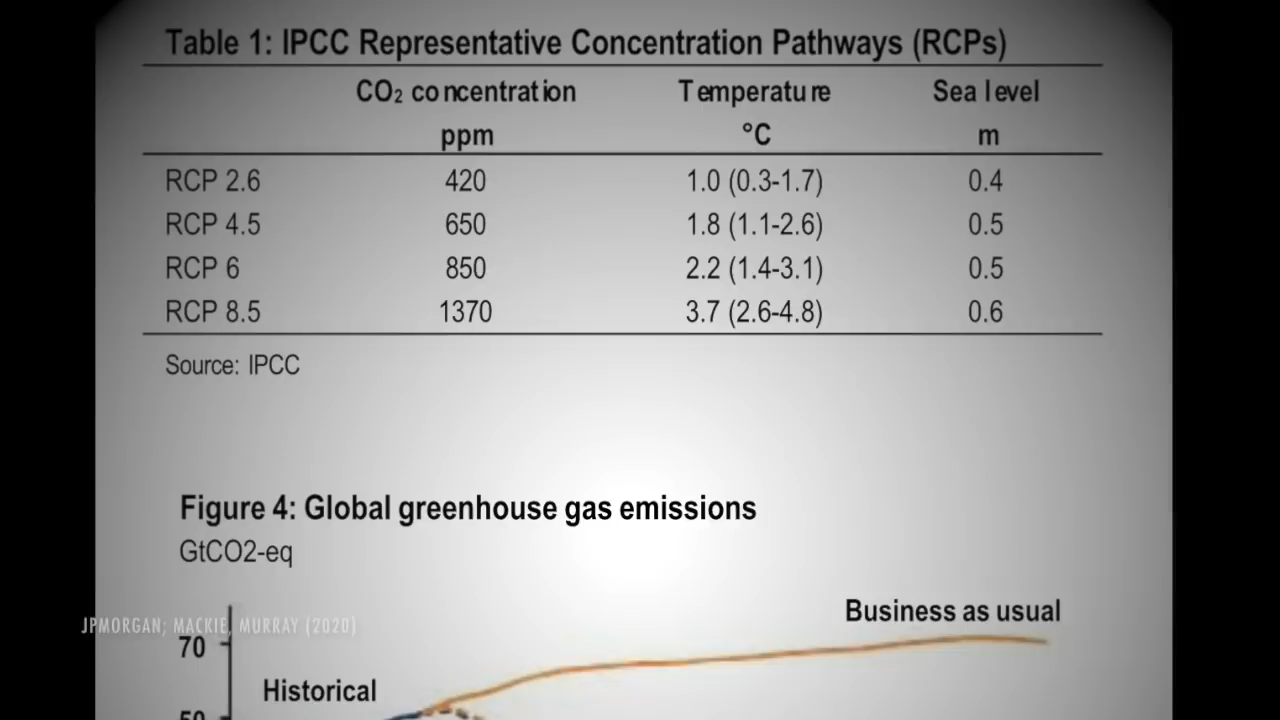 Table 1: IPCC Representative Concentration Pathways (RCPs)
CO₂ concentration Temperature Sea level
ppm °C m
RCP 2.6 420 1.0 (0.3-1.7) 0.4
RCP 4.5 650 1.8 (1.1-2.6) 0.5
RCP 6 850 2.2 (1.4-3.1) 0.5
RCP 8.5 1370 3.7 (2.6-4.8) 0.6
Source: IPCC
Figure 4: Global greenhouse gas emissions
GtCO2-eq
Business as usual
JPMORGAN; MACKIE, MURRAY (2020)
70
Historical
50